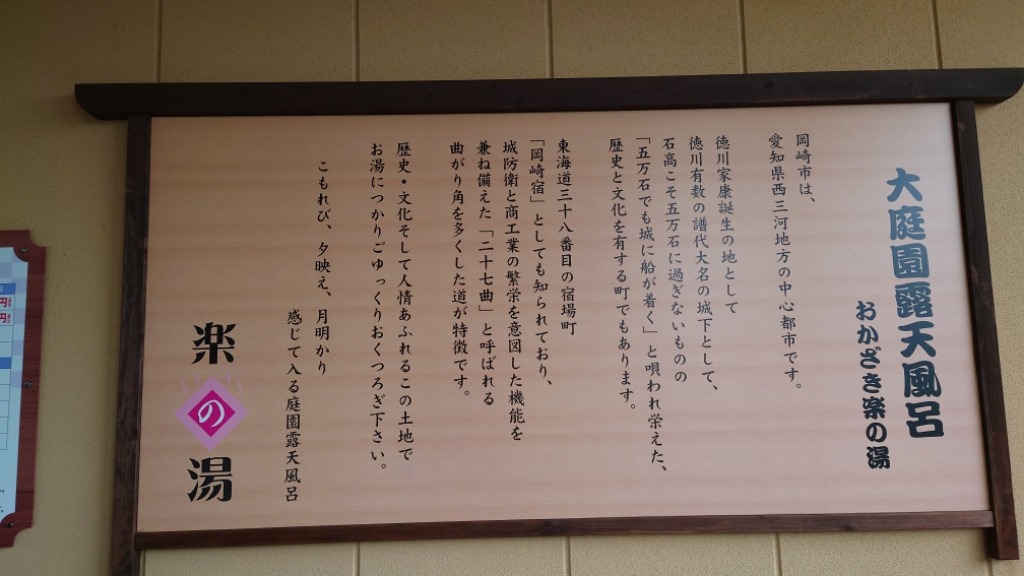 大庭園露天風呂
おかざき楽の湯
岡崎市は、
愛知県西三河地方の中心都市です。
徳川家康誕生の地として
徳川有数の譜代大名の城下として、
石高こそ五万石に過ぎないものの
「五万石でも城に船が着く」と唄われ栄えた、
歴史と文化を有する町でもあります。
東海道三十八番目の宿場町
「岡崎宿」としても知られており、
城防衛と商工業の繁栄を意図した機能を
兼ね備えた「二十七曲」と呼ばれる
曲がり角を多くした道が特徴です。
歴史・文化そして人情あふれるこの土地で
お湯につかりごゆっくりおくつろぎ下さい。
こもれび、夕映え、月明かり
感じて入る庭園露天風呂
楽の湯